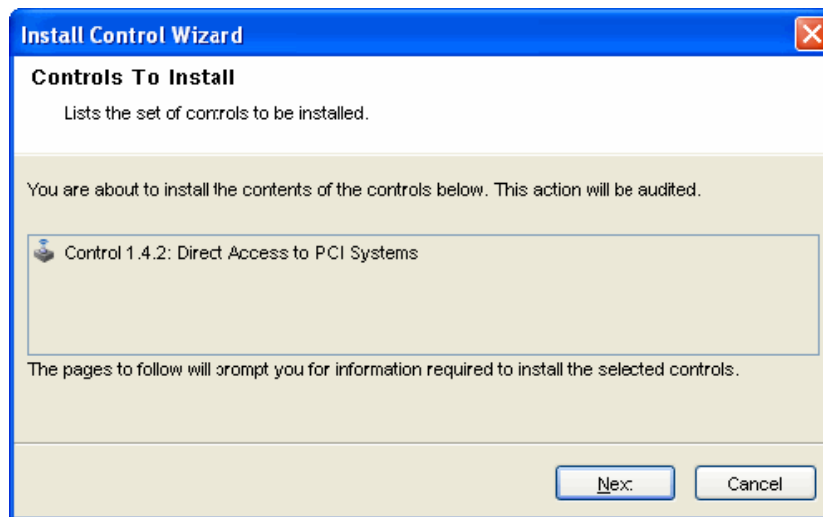 Install Control Wizard
Controls To Install
Lists the set of controls to be installed.
You are about to install the contents of the controls below. This action will be audited.
Control 1.4.2: Direct Access to PCI Systems
The pages to follow will prompt you for information required to install the selected controls.
Next
Cancel